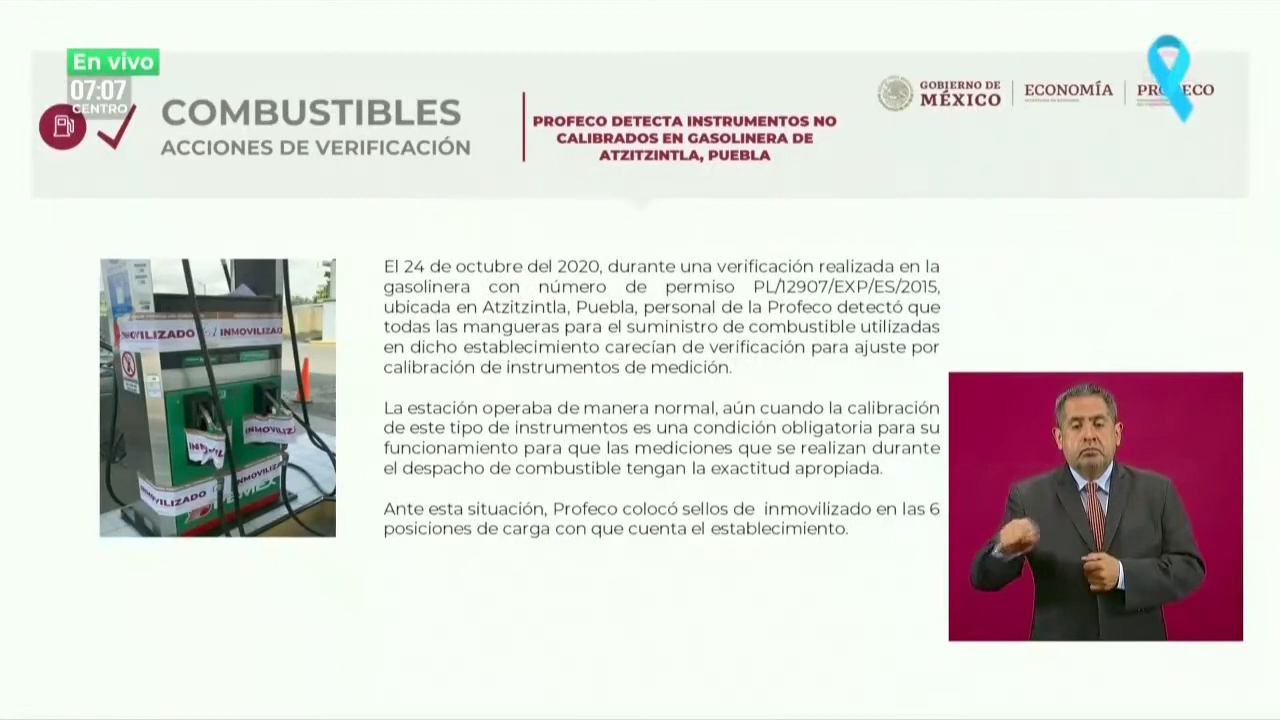 En vivo
07:07
CENTRO
COMBUSTIBLES
ACCIONES DE VERIFICACIÓN
PROFECO DETECTA INSTRUMENTOS NO
CALIBRADOS EN GASOLINERA DE
ATZITZINTLA, PUEBLA
GOBIERNO DE
MÉXICO
ECONOMÍA
El 24 de octubre del 2020, durante una verificación realizada en la
gasolinera con número de permiso PL/12907/EXP/ES/2015,
ubicada en Atzitzintla, Puebla, personal de la Profeco detectó que
todas las mangueras para el suministro de combustible utilizadas
en dicho establecimiento carecían de verificación para ajuste por
calibración de instrumentos de medición.
La estación operaba de manera normal, aún cuando la calibración
de este tipo de instrumentos es una condición obligatoria para su
funcionamiento para que las mediciones que se realizan durante
el despacho de combustible tengan la exactitud apropiada.
Ante esta situación, Profeco colocó sellos de inmovilizado en las 6
posiciones de carga con que cuenta el establecimiento.
INMOVILIZADO